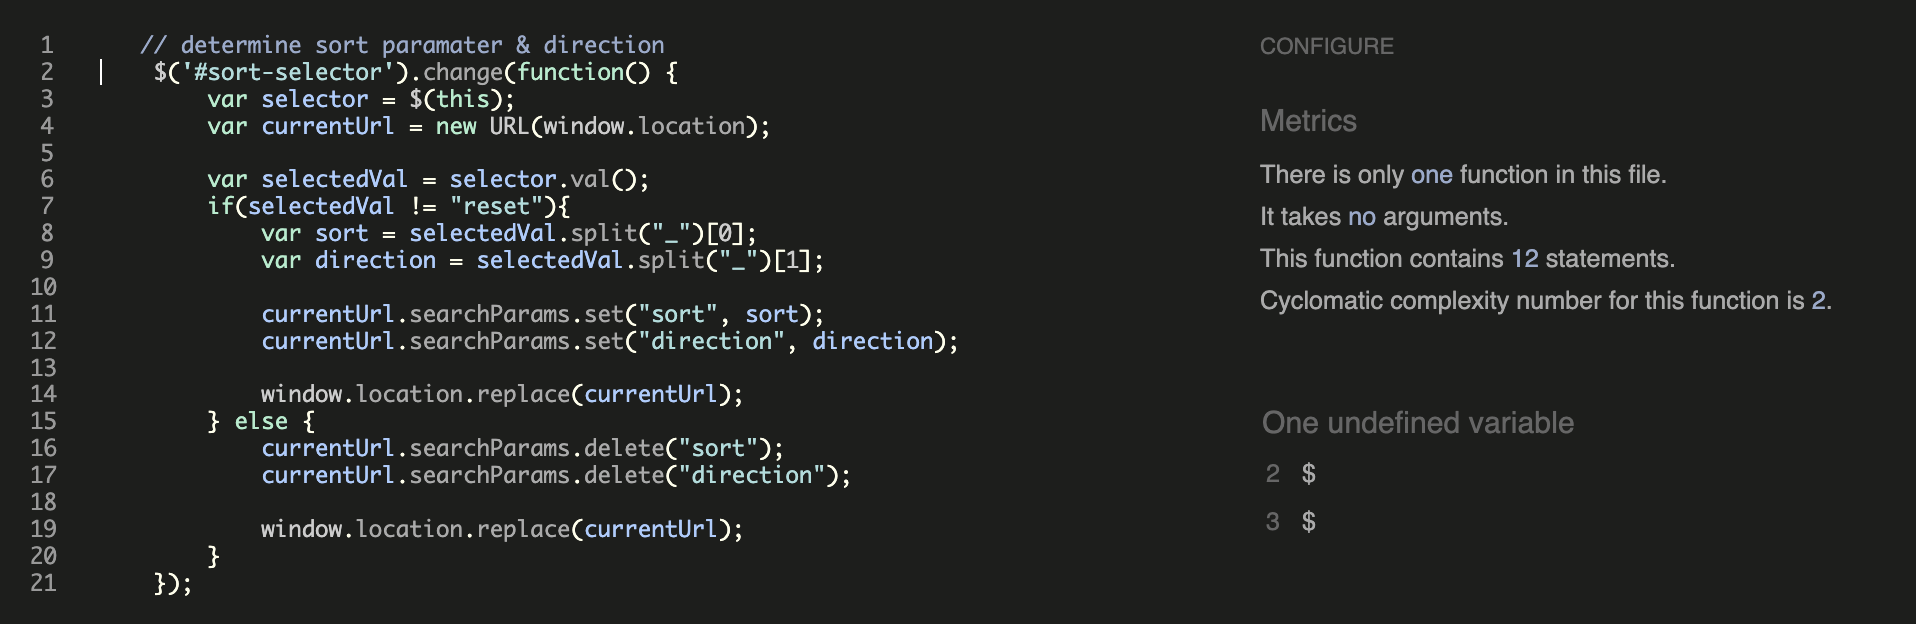 1 // determine sort paramater & direction
2 $('#sort-selector').change(function() {
3 var selector = $(this);
4 var currentUrl = new URL(window.location);
5
6 var selectedVal = selector.val();
7 if(selectedVal != "reset"){
8 var sort = selectedVal.split("_")[0];
9 var direction = selectedVal.split("_")[1];
10
11 currentUrl.searchParams.set("sort", sort);
12 currentUrl.searchParams.set("direction", direction);
13
14 window.location.replace(currentUrl);
15 } else {
16 currentUrl.searchParams.delete("sort");
17 currentUrl.searchParams.delete("direction");
18
19 window.location.replace(currentUrl);
20 }
21 });
CONFIGURE
Metrics
There is only one function in this file.
It takes no arguments.
This function contains 12 statements.
Cyclomatic complexity number for this function is 2.
One undefined variable
2 $
3 $